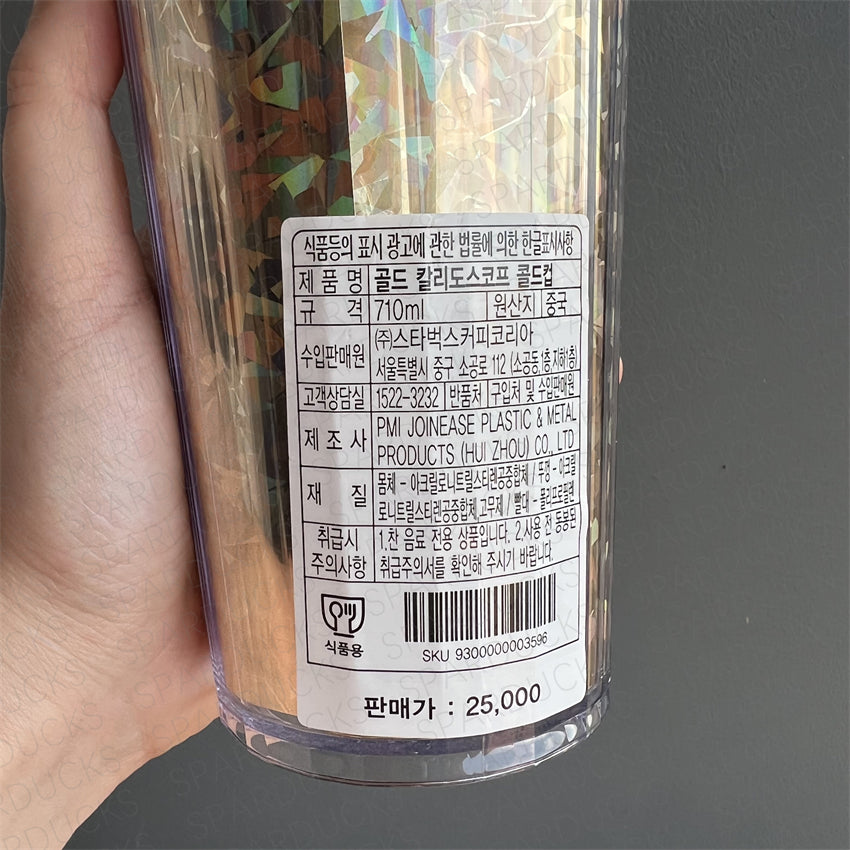 식품등의 표시 광고에 관한 법률에 의한 한글표시사항
제 품 명 골드 칼리도스코프 콜드컵
규 격 710ml 원산지 중국
수입판매원 (주)스타벅스커피코리아
서울특별시 중구 소공로 112 (소공동,1층,지하1층)
고객상담실 1522-3232 반품처 구입처 및 수입판매원
제 조 사 PMI JOINEASE PLASTIC & METAL
PRODUCTS (HUI ZHOU) CO., LTD
재 질 몸체 - 아크릴로니트릴스티렌공중합체 / 뚜껑 - 아크릴
로니트릴스티렌공중합체,고무제 / 빨대 - 폴리프로필렌
취급시 1.찬 음료 전용 상품입니다. 2.사용 전 동봉된
주의사항 취급주의서를 확인해 주시기 바랍니다.
식품용
SKU 9300000003596
판매가 : 25,000
SPARDUCKS